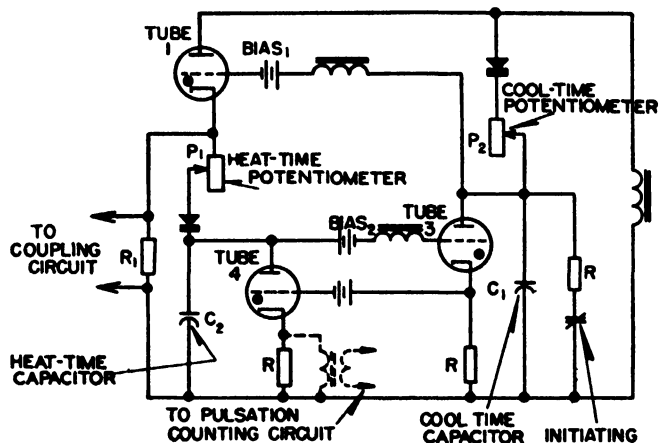 TUBE
1
BIAS1
COOL-TIME
POTENTIOMETER
P2
P1
HEAT-TIME
POTENTIOMETER
TO
COUPLING
CIRCUIT
R1
BIAS2
TUBE
3
TUBE
4
C2
C1
R
HEAT-TIME
CAPACITOR
R
R
TO PULSATION
COUNTING CIRCUIT
COOL TIME
CAPACITOR
INITIATING